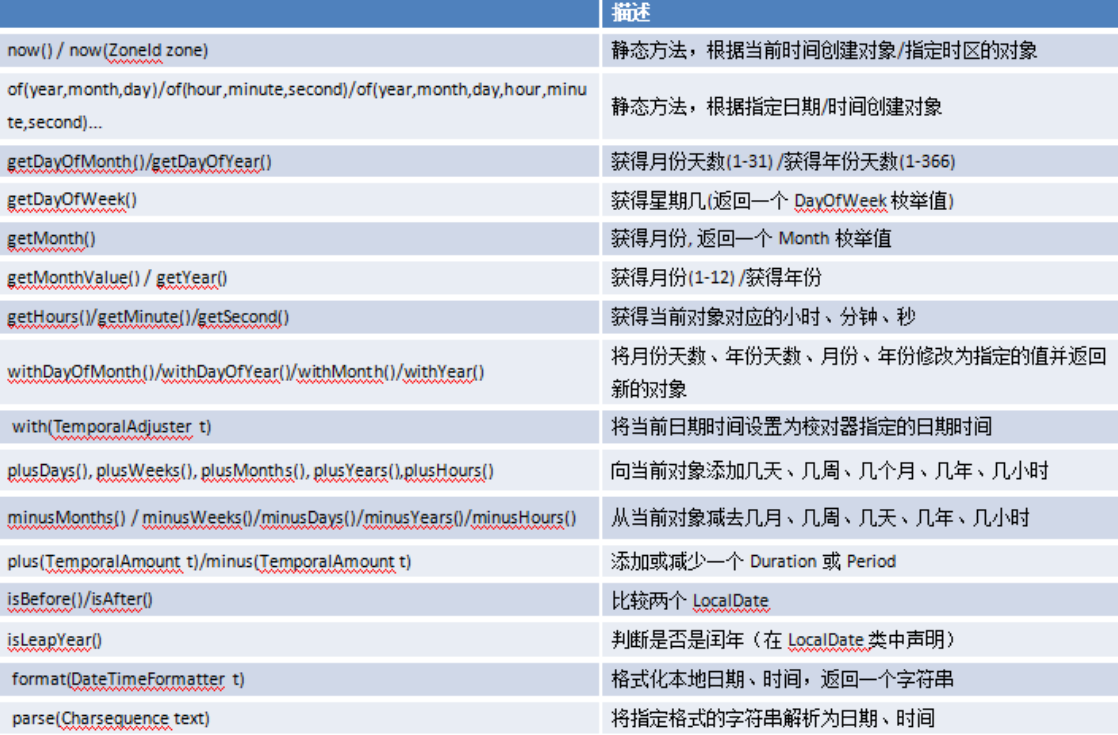 描述
now() / now(ZoneId zone)
静态方法，根据当前时间创建对象/指定时区的对象
of(year,month,day)/of(hour,minute,second)/of(year,month,day,hour,minu
te,second)...
静态方法，根据指定日期/时间创建对象
getDayOfMonth()/getDayOfYear()
获得月份天数(1-31) /获得年份天数(1-366)
getDayOfWeek()
获得星期几(返回一个 DayOfWeek 枚举值)
getMonth()
获得月份, 返回一个 Month 枚举值
getMonthValue() / getYear()
获得月份(1-12) /获得年份
getHours()/getMinute()/getSecond()
获得当前对象对应的小时、分钟、秒
withDayOfMonth()/withDayOfYear()/withMonth()/withYear()
将月份天数、年份天数、月份、年份修改为指定的值并返回
新的对象
with(TemporalAdjuster t)
将当前日期时间设置为校对器指定的日期时间
plusDays(), plusWeeks(), plusMonths(), plusYears(),plusHours()
向当前对象添加几天、几周、几个月、几年、几小时
minusMonths() / minusWeeks()/minusDays()/minusYears()/minusHours()
从当前对象减去几月、几周、几天、几年、几小时
plus(TemporalAmount t)/minus(TemporalAmount t)
添加或减少一个 Duration 或 Period
isBefore()/isAfter()
比较两个 LocalDate
isLeapYear()
判断是否是闰年（在 LocalDate 类中声明）
format(DateTimeFormatter t)
格式化本地日期、时间，返回一个字符串
parse(Charsequence text)
将指定格式的字符串解析为日期、时间